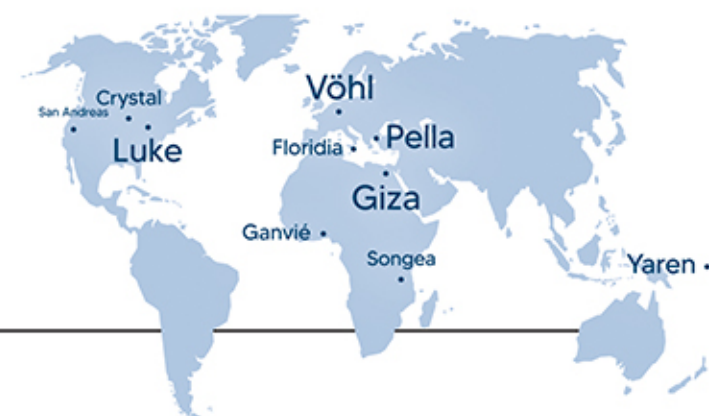 Vöhl
Crystal
San Andreas
Luke
Floridia
Pella
Giza
Ganvié
Songea
Yaren